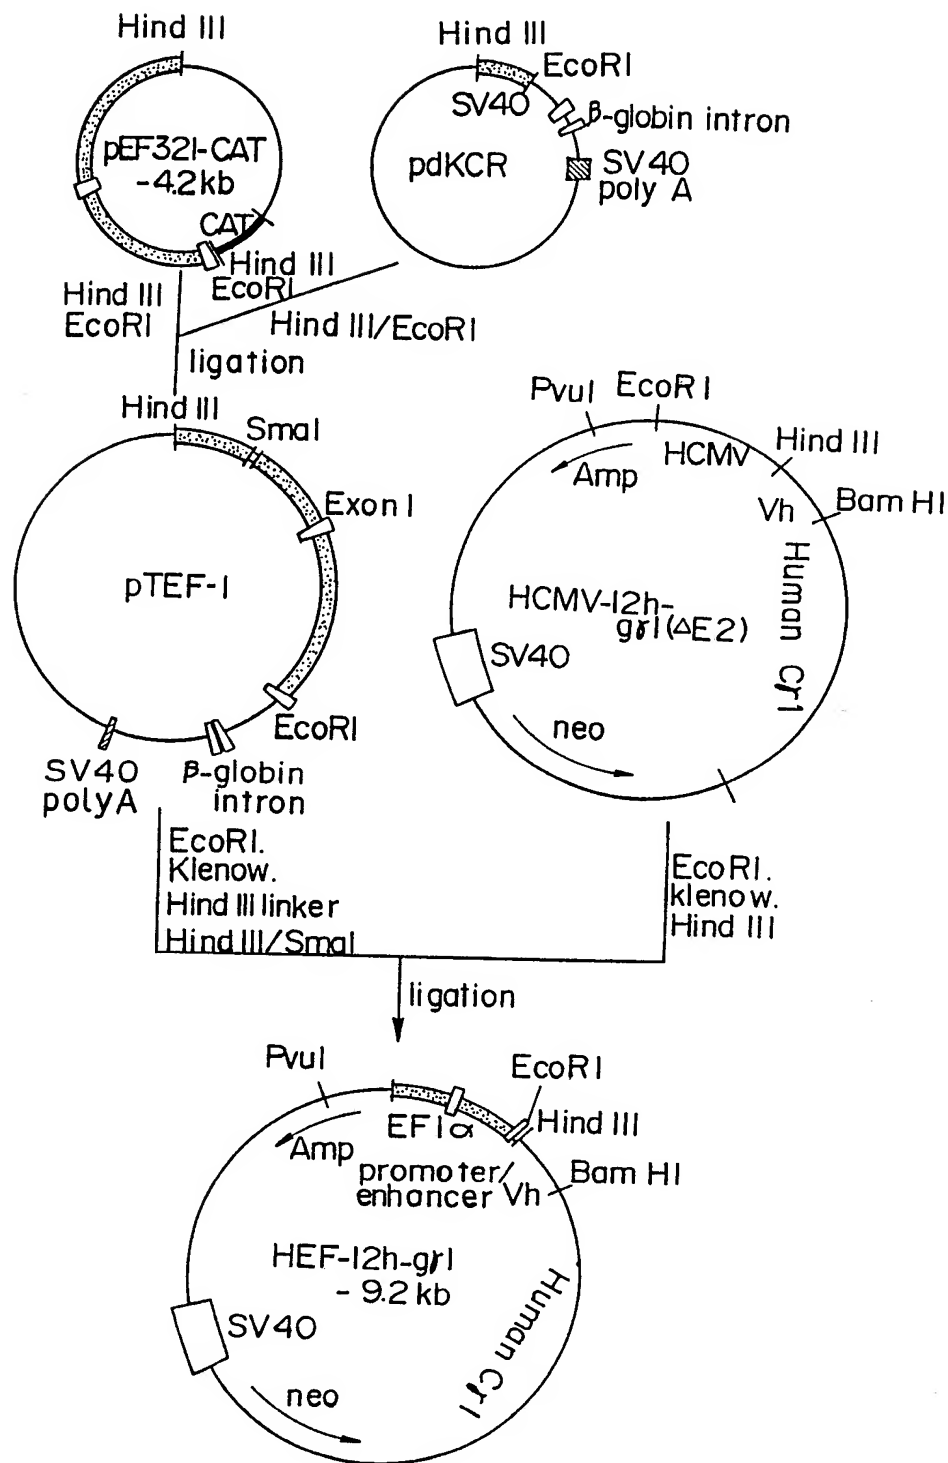 Hind III
pEF321-CAT
-4.2kb
CAT
Hind III
EcoRI
Hind III
EcoRI
SV40
β-globin intron
pdKCR
SV40
poly A
Hind III
EcoRI
Hind III/EcoRI
ligation
Hind III
SmaI
Exon I
pTEF-1
EcoRI
SV40
polyA
β-globin
intron
PvuI
EcoRI
HCMV
Hind III
Amp
Vh
Bam HI
Human Cγ1
HCMV-12h-
gγ1(ΔE2)
SV40
neo
EcoRI.
Klenow.
Hind III linker
Hind III/SmaI
EcoRI.
klenow.
Hind III
ligation
PvuI
EcoRI
EF1α
Hind III
Amp
promoter/
enhancer Vh
Bam HI
HEF-12h-gγ1
- 9.2 kb
Human Cγ1
SV40
neo